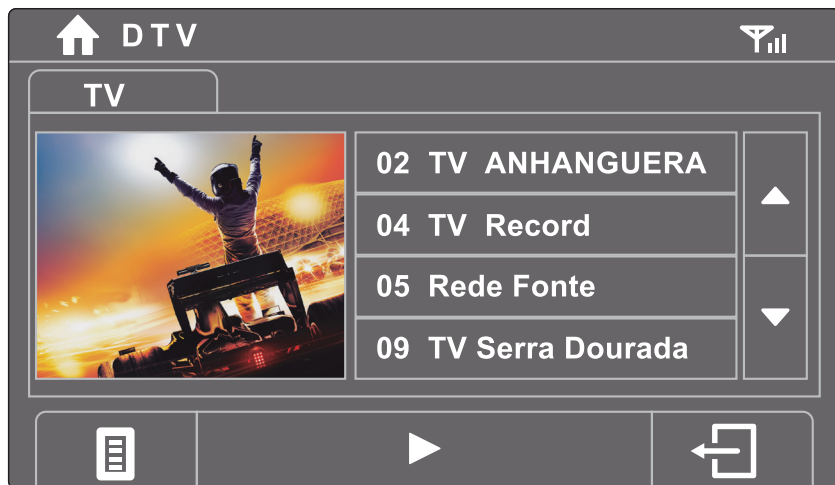 DTV
TV
02 TV ANHANGUERA
04 TV Record
05 Rede Fonte
09 TV Serra Dourada